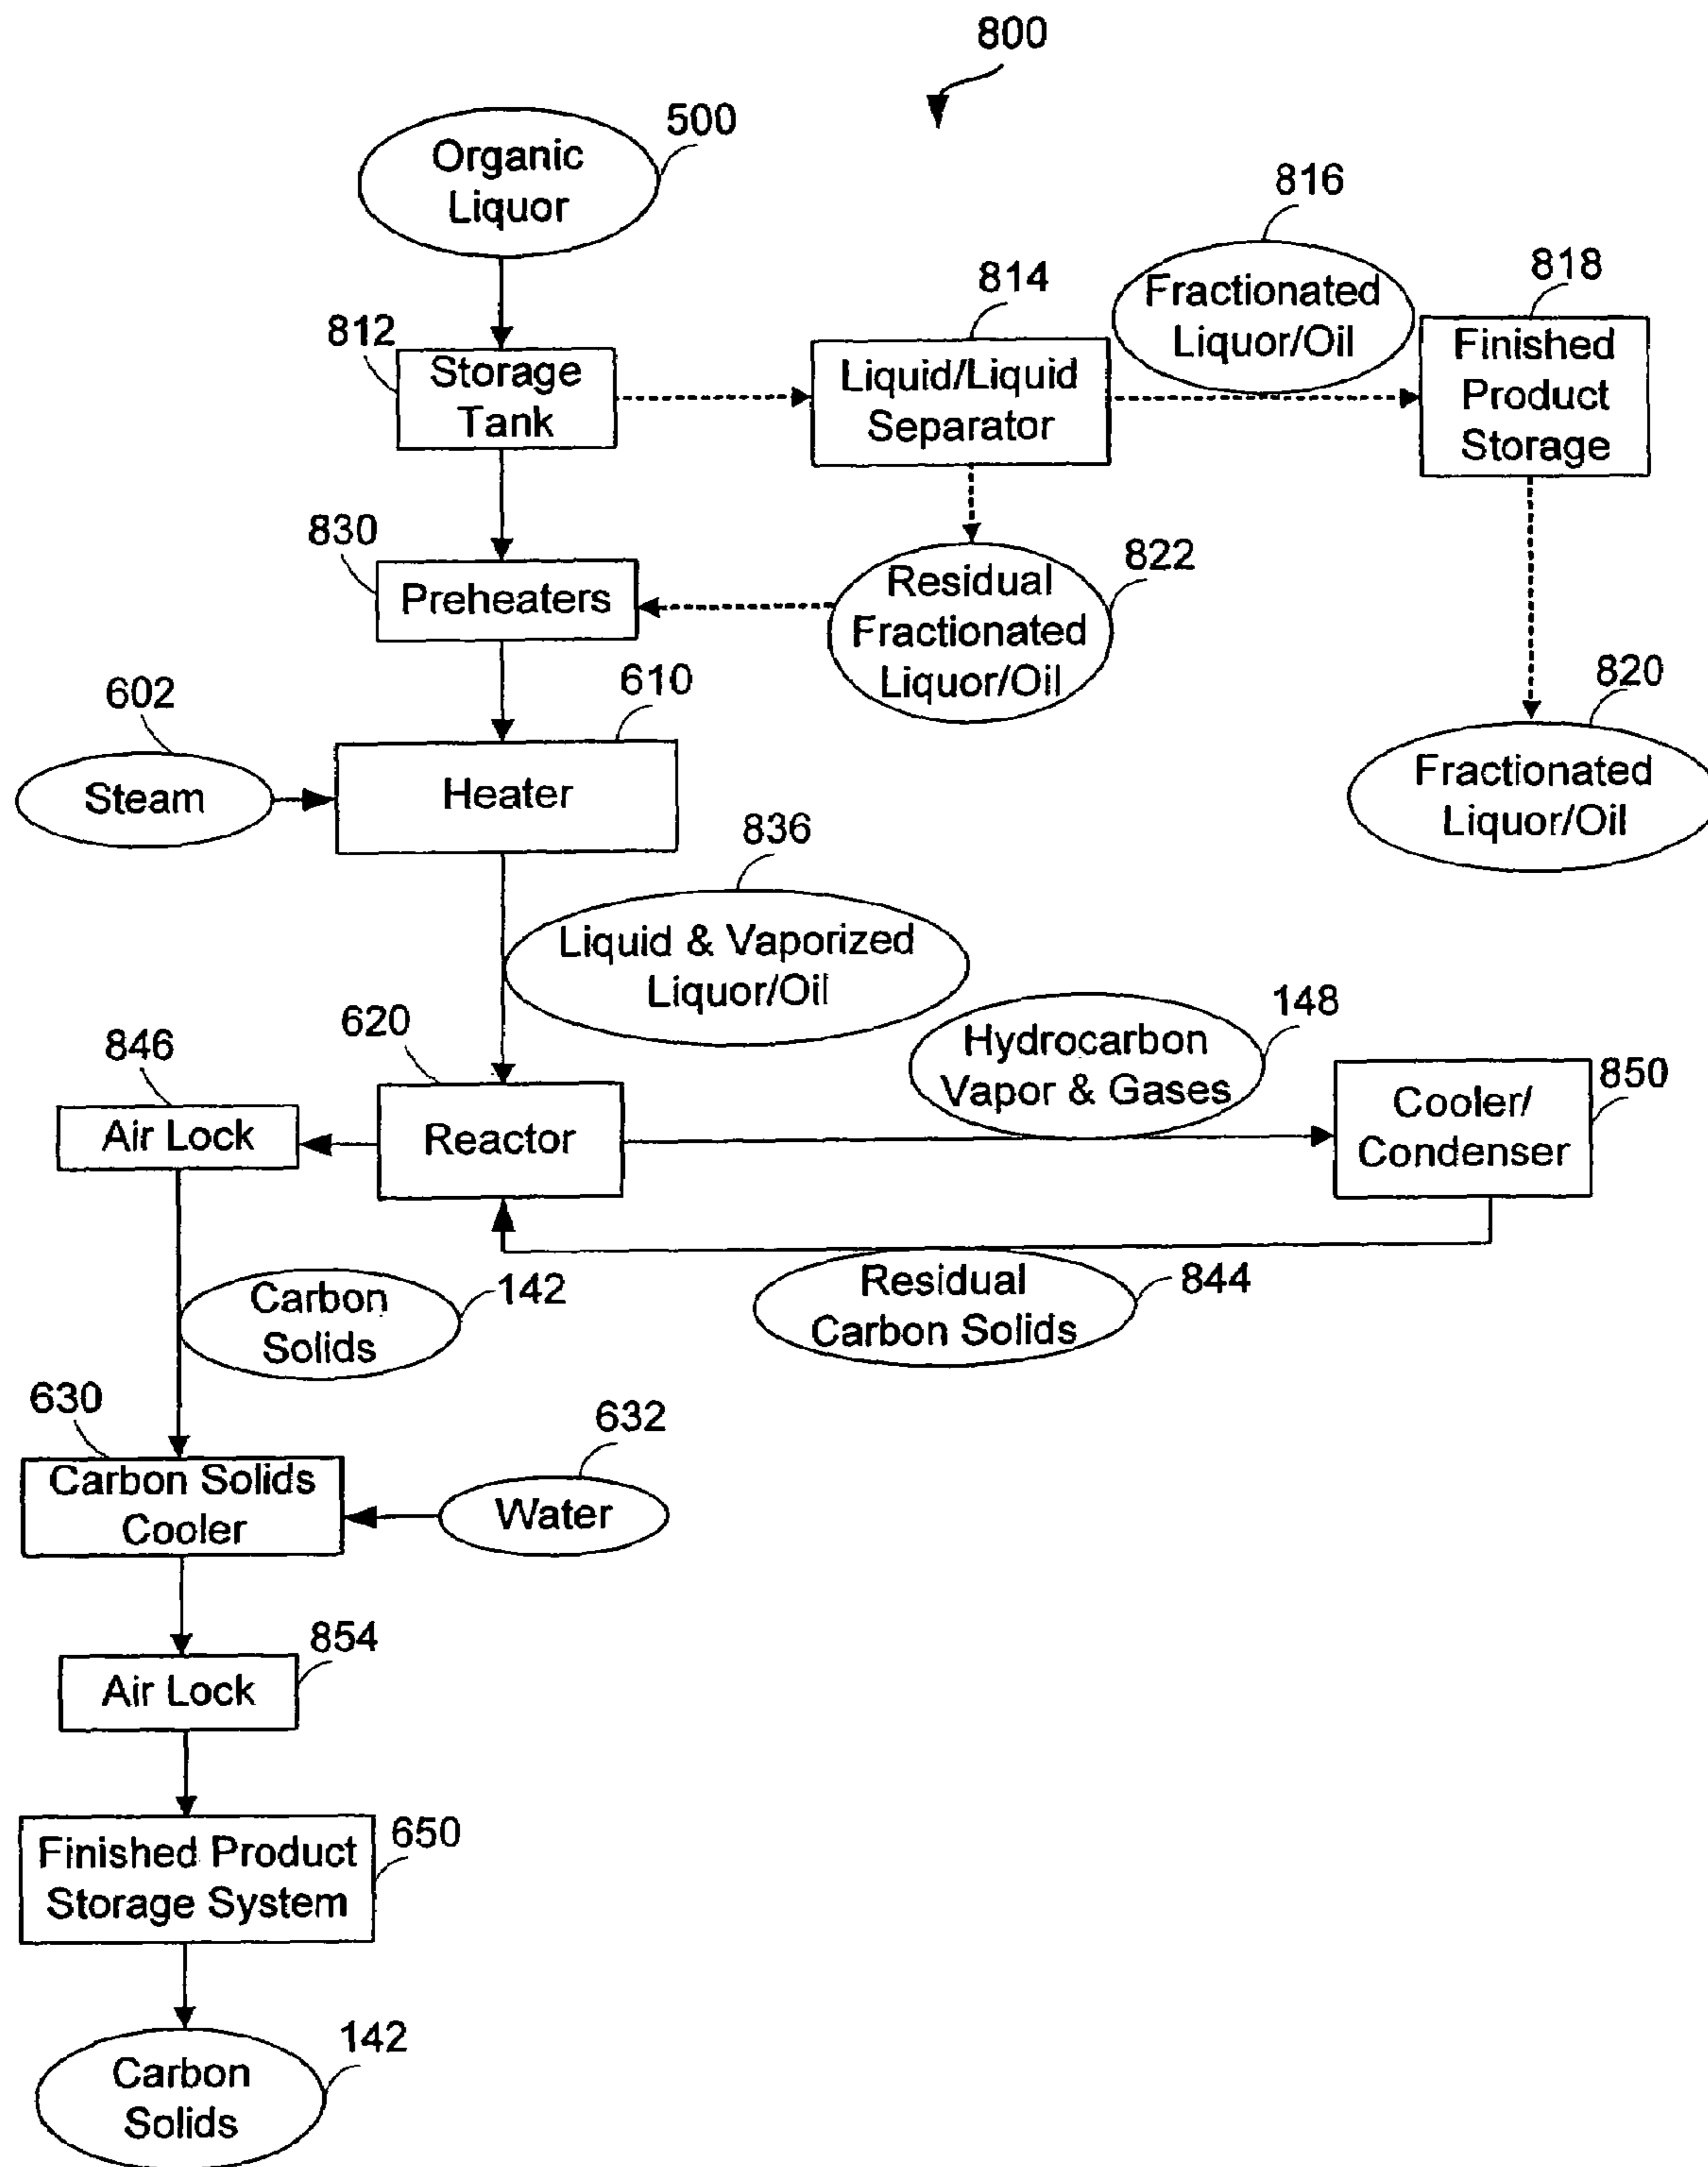 800
500
Organic
Liquor
816
Fractionated
Liquor/Oil
818
Finished
Product
Storage
814
Liquid/Liquid
Separator
812
Storage
Tank
830
Preheaters
822
Residual
Fractionated
Liquor/Oil
820
Fractionated
Liquor/Oil
602
Steam
610
Heater
836
Liquid & Vaporized
Liquor/Oil
148
Hydrocarbon
Vapor & Gases
850
Cooler/
Condenser
620
Reactor
846
Air Lock
844
Residual
Carbon Solids
142
Carbon
Solids
630
Carbon Solids
Cooler
632
Water
854
Air Lock
650
Finished Product
Storage System
142
Carbon
Solids